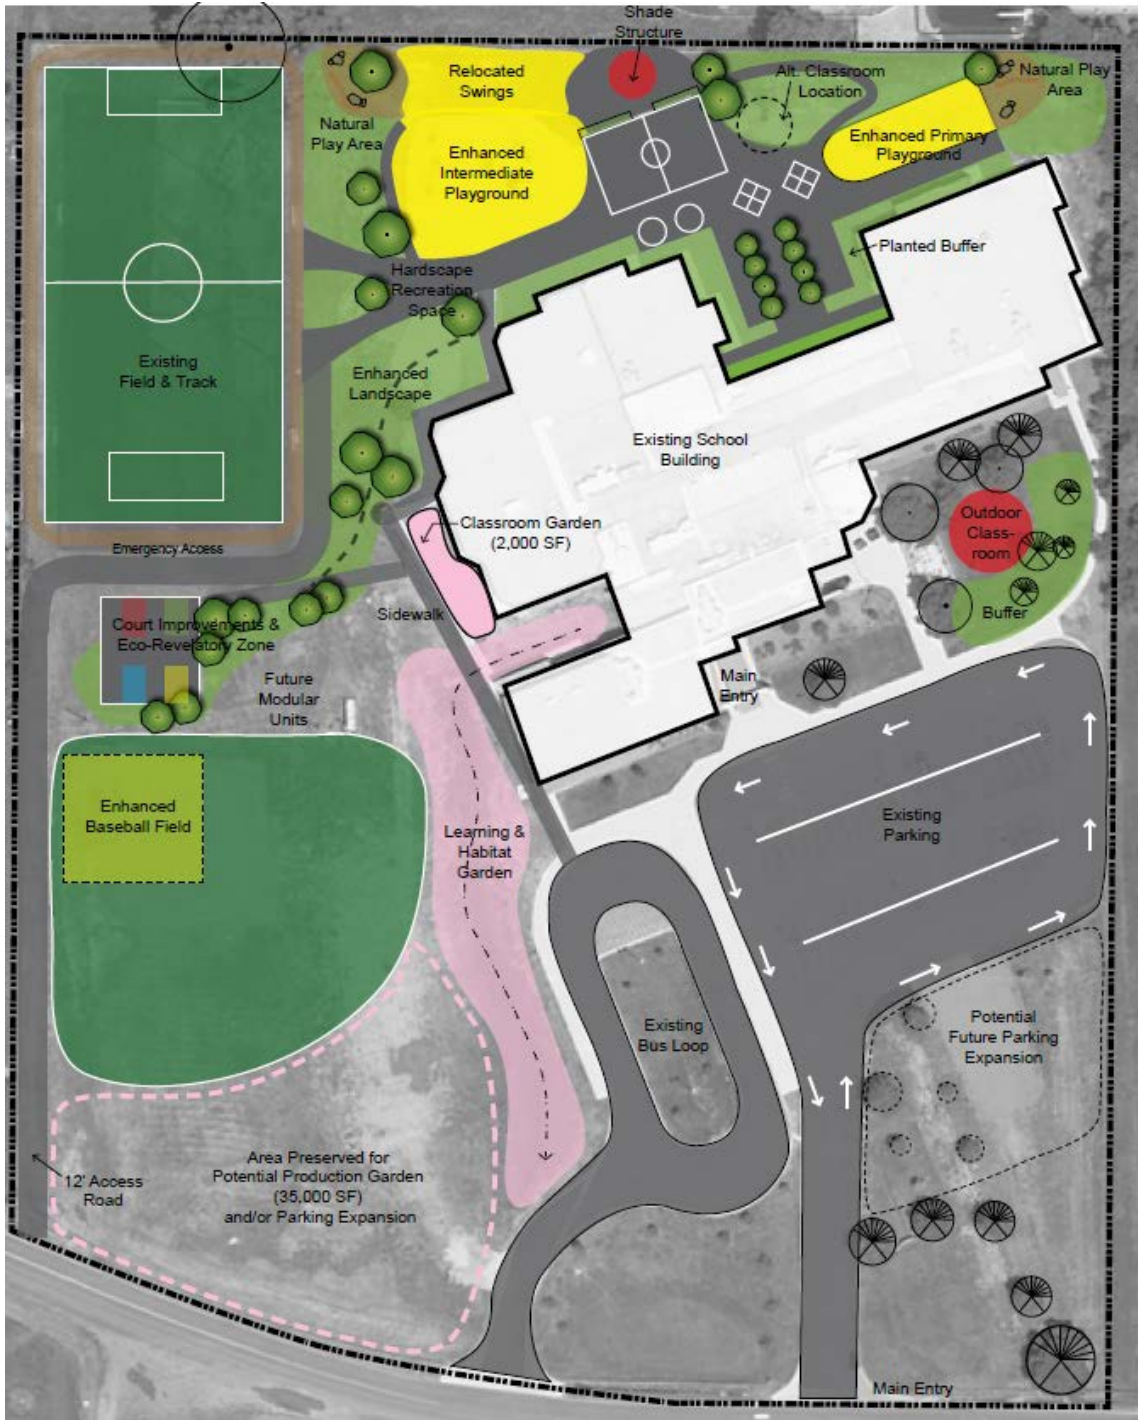 Shade
Structure
Relocated
Swings
Alt. Classroom
Location
Natural Play
Area
Natural
Play Area
Enhanced
Intermediate
Playground
Enhanced Primary
Playground
Planted Buffer
Hardscape
Recreation
Space
Existing
Field & Track
Enhanced
Landscape
Existing School
Building
Classroom Garden
(2,000 SF)
Outdoor
Class-
room
Emergency Access
Sidewalk
Buffer
Court Improvements &
Eco-Revelatory Zone
Future
Modular
Units
Main
Entry
Enhanced
Baseball Field
Learning &
Habitat
Garden
Existing
Parking
Existing
Bus Loop
Potential
Future Parking
Expansion
12' Access
Road
Area Preserved for
Potential Production Garden
(35,000 SF)
and/or Parking Expansion
Main Entry